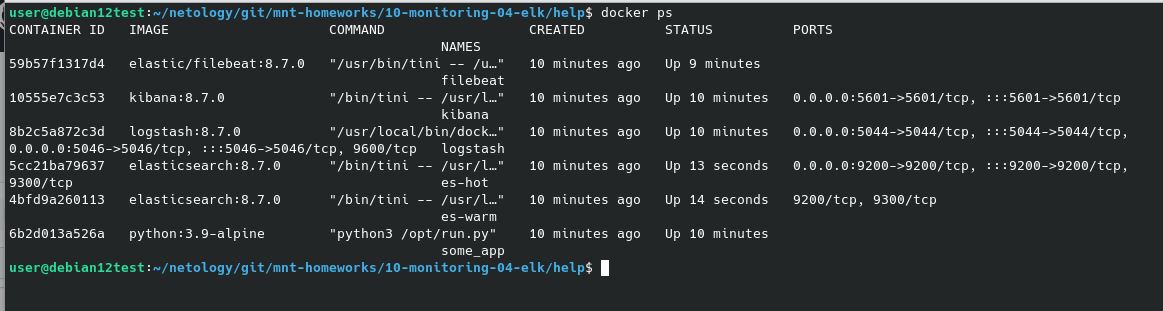 user@debian12test:~/netology/git/mnt-homeworks/10-monitoring-04-elk/help$ docker ps
CONTAINER ID   IMAGE                    COMMAND                  CREATED          STATUS          PORTS
                                                      NAMES
59b57f1317d4   elastic/filebeat:8.7.0   "/usr/bin/tini -- /u…"   10 minutes ago   Up 9 minutes
                                                      filebeat
10555e7c3c53   kibana:8.7.0             "/bin/tini -- /usr/l…"   10 minutes ago   Up 10 minutes   0.0.0.0:5601->5601/tcp, :::5601->5601/tcp
                                                      kibana
8b2c5a872c3d   logstash:8.7.0           "/usr/local/bin/dock…"   10 minutes ago   Up 10 minutes   0.0.0.0:5044->5044/tcp, :::5044->5044/tcp,
0.0.0.0:5046->5046/tcp, :::5046->5046/tcp, 9600/tcp   logstash
5cc21ba79637   elasticsearch:8.7.0      "/bin/tini -- /usr/l…"   10 minutes ago   Up 13 seconds   0.0.0.0:9200->9200/tcp, :::9200->9200/tcp,
9300/tcp                                              es-hot
4bfd9a260113   elasticsearch:8.7.0      "/bin/tini -- /usr/l…"   10 minutes ago   Up 14 seconds   9200/tcp, 9300/tcp
                                                      es-warm
6b2d013a526a   python:3.9-alpine        "python3 /opt/run.py"    10 minutes ago   Up 10 minutes
                                                      some_app
user@debian12test:~/netology/git/mnt-homeworks/10-monitoring-04-elk/help$